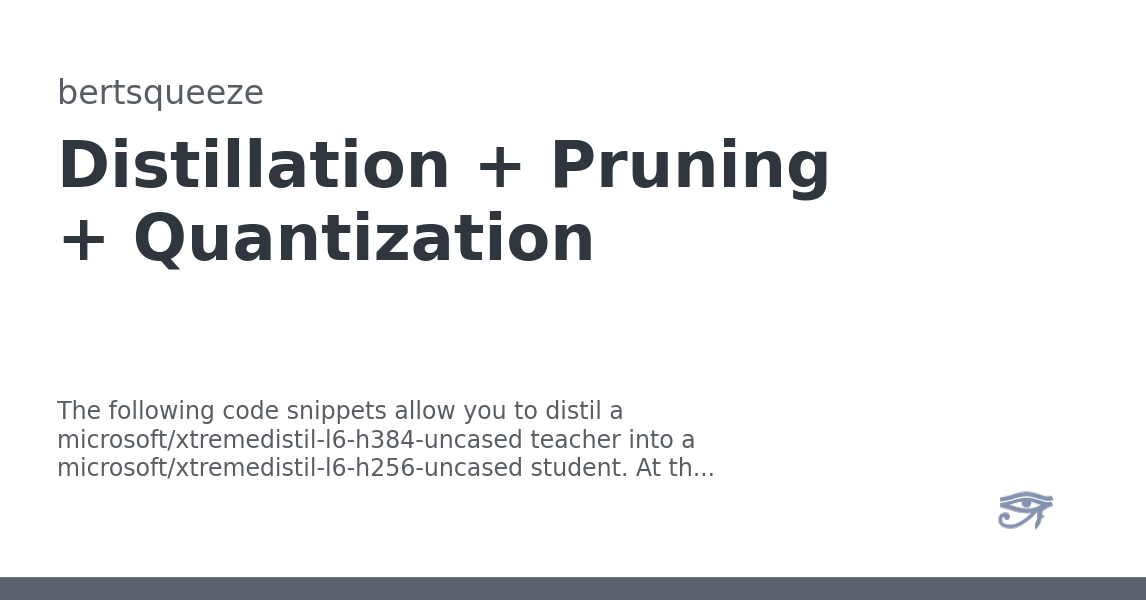 bertsqueeze
Distillation + Pruning
+ Quantization
The following code snippets allow you to distil a
microsoft/xtremedistil-l6-h384-uncased teacher into a
microsoft/xtremedistil-l6-h256-uncased student. At th...